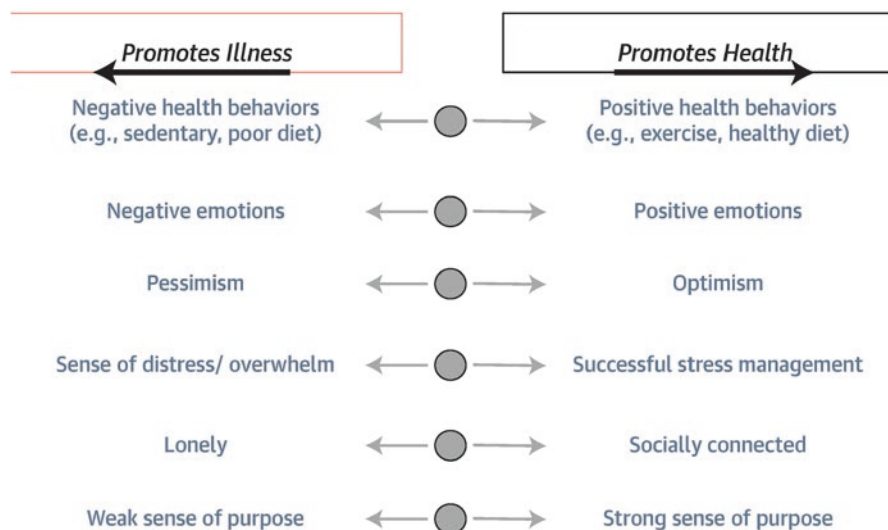 Promotes Illness
Promotes Health
Negative health behaviors
(e.g., sedentary, poor diet)
Positive health behaviors
(e.g., exercise, healthy diet)
Negative emotions
Positive emotions
Pessimism
Optimism
Sense of distress/ overwhelm
Successful stress management
Lonely
Socially connected
Weak sense of purpose
Strong sense of purpose